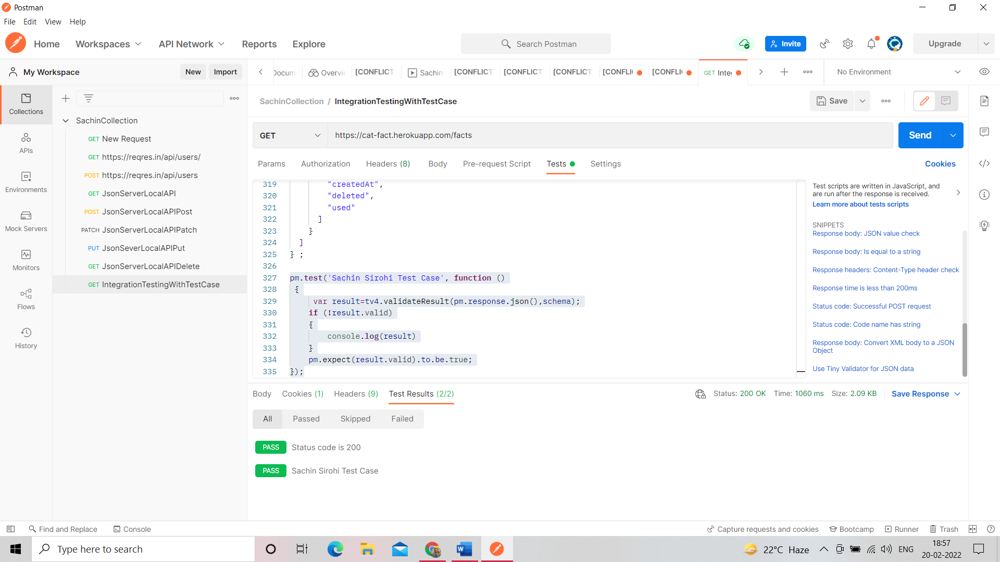 Postman
File Edit View Help
Home Workspaces API Network Reports Explore Search Postman Invite Upgrade
My Workspace New Import Docum Overvie [CONFLICT Sachin [CONFLICT [CONFLICT [CONFLICT [CONFLI [CONFLI GET Inte No Environment
Collections
APIs
Environments
Mock Servers
Monitors
Flows
History
SachinCollection
GET New Request
GET https://reqres.in/api/users/
POST https://reqres.in/api/users
GET JsonServerLocalAPI
POST JsonServerLocalAPIPost
PATCH JsonServerLocalAPIPatch
PUT JsonSeverLocalAPIPut
GET JsonServerLocalAPIDelete
GET IntegrationTestingWithTestCase
SachinCollection / IntegrationTestingWithTestCase Save
GET https://cat-fact.herokuapp.com/facts Send
Params Authorization Headers (8) Body Pre-request Script Tests Settings Cookies
319 "createdAt",
320 "deleted",
321 "used"
322 ]
323 }
324 ]
325 } ;
326
327 pm.test('Sachin Sirohi Test Case', function ()
328 {
329 var result=tv4.validateResult(pm.response.json(),schema);
330 if (!result.valid)
331 {
332 console.log(result)
333 }
334 pm.expect(result.valid).to.be.true;
335 });
Test scripts are written in JavaScript, and
are run after the response is received.
Learn more about tests scripts
SNIPPETS
Response body: JSON value check
Response body: Is equal to a string
Response headers: Content-Type header check
Response time is less than 200ms
Status code: Successful POST request
Status code: Code name has string
Response body: Convert XML body to a JSON
Object
Use Tiny Validator for JSON data
Body Cookies (1) Headers (9) Test Results (2/2) Status: 200 OK Time: 1060 ms Size: 2.09 KB Save Response
All Passed Skipped Failed
PASS Status code is 200
PASS Sachin Sirohi Test Case
Find and Replace Console Capture requests and cookies Bootcamp Runner Trash
Type here to search 22°C Haze ENG 18:57
20-02-2022